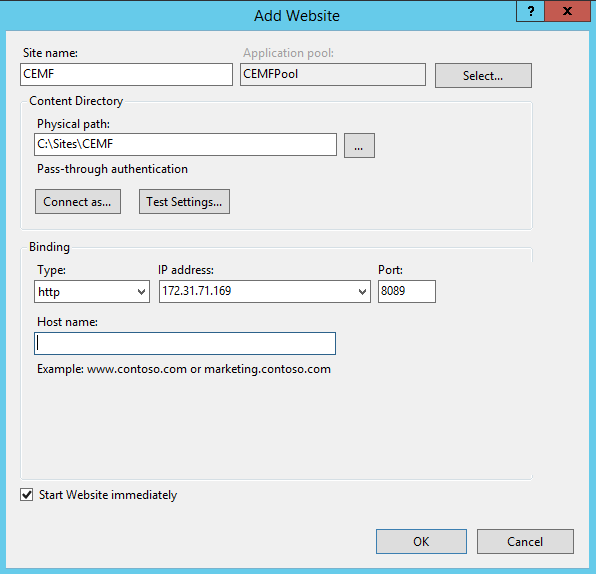 Add Website
?
x
Site name:
Application pool:
CEMF
CEMFPool
Select...
Content Directory
Physical path:
C:\Sites\CEMF
...
Pass-through authentication
Connect as...
Test Settings...
Binding
Type:
IP address:
Port:
http
172.31.71.169
8089
Host name:
Example: www.contoso.com or marketing.contoso.com
Start Website immediately
OK
Cancel